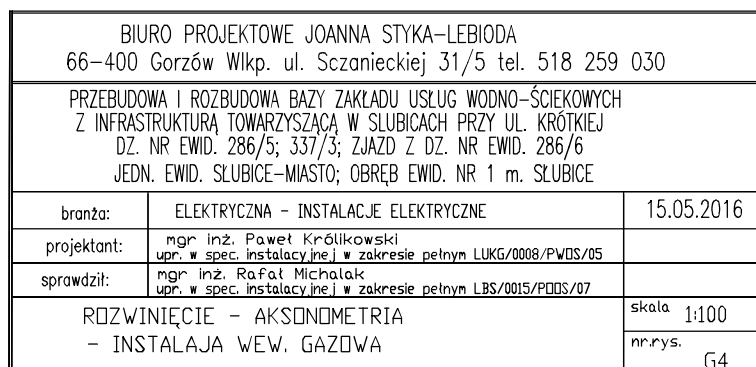 BIURO PROJEKTOWE JOANNA STYKA-LEBIODA
66-400 Gorzów Wlkp. ul. Sczanieckiej 31/5 tel. 518 259 030
PRZEBUDOWA I ROZBUDOWA BAZY ZAKŁADU USŁUG WODNO-ŚCIEKOWYCH
Z INFRASTRUKTURĄ TOWARZYSZĄCĄ W SLUBICACH PRZY UL. KRÓTKIEJ
DZ. NR EWID. 286/5; 337/3; ZJAZD Z DZ. NR EWID. 286/6
JEDN. EWID. SŁUBICE-MIASTO; OBRĘB EWID. NR 1 m. SŁUBICE
branża: ELEKTRYCZNA - INSTALACJE ELEKTRYCZNE 15.05.2016
projektant: mgr inż. Paweł Królikowski
upr. w spec. instalacyjnej w zakresie pełnym LUKG/0008/PWOS/05
sprawdził: mgr inż. Rafał Michalak
upr. w spec. instalacyjnej w zakresie pełnym LBS/0015/POOS/07
ROZWINIĘCIE - AKSONOMETRIA
- INSTALAJA WEW. GAZOWA
skala 1:100
nr.rys.
G4